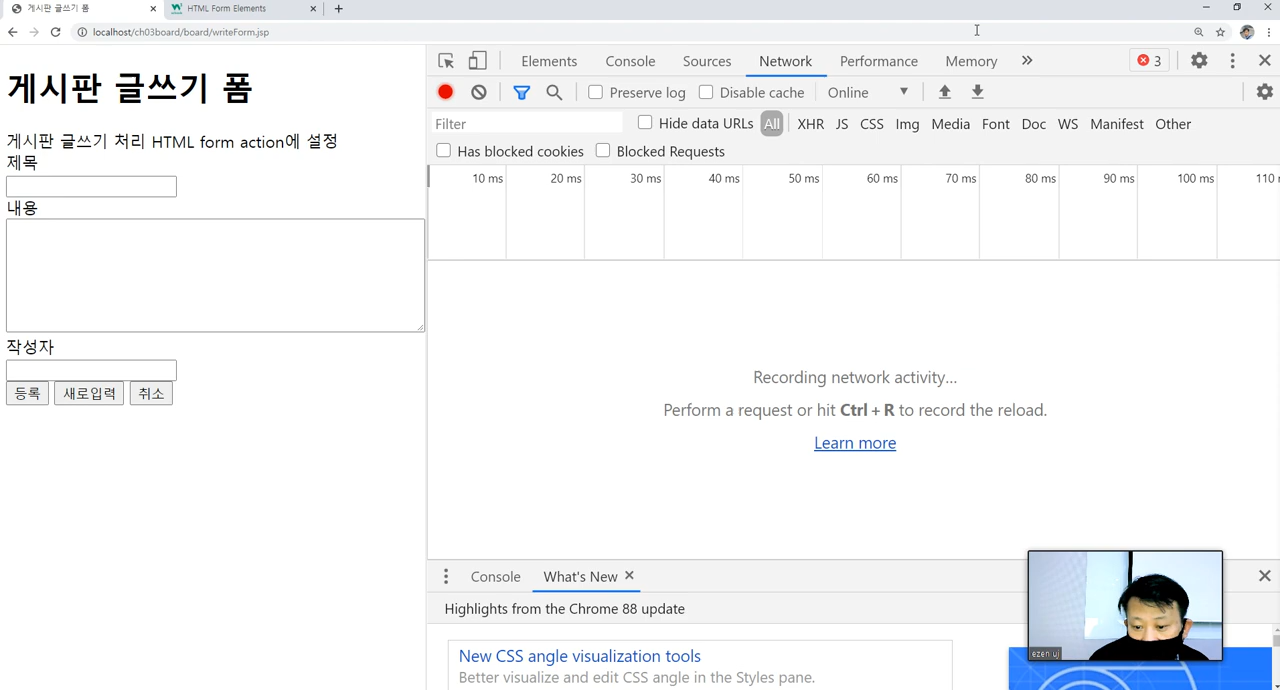 게시판 글쓰기 폼
HTML Form Elements
localhost/ch03board/board/writeForm.jsp
게시판 글쓰기 폼
게시판 글쓰기 처리 HTML form action에 설정
제목
내용
작성자
등록 새로입력 취소
Elements Console Sources Network Performance Memory 3
Preserve log Disable cache Online
Filter Hide data URLs All XHR JS CSS Img Media Font Doc WS Manifest Other
Has blocked cookies Blocked Requests
10 ms 20 ms 30 ms 40 ms 50 ms 60 ms 70 ms 80 ms 90 ms 100 ms 110
Recording network activity…
Perform a request or hit Ctrl + R to record the reload.
Learn more
Console What's New
Highlights from the Chrome 88 update
New CSS angle visualization tools
Better visualize and edit CSS angle in the Styles pane.
ezen uj